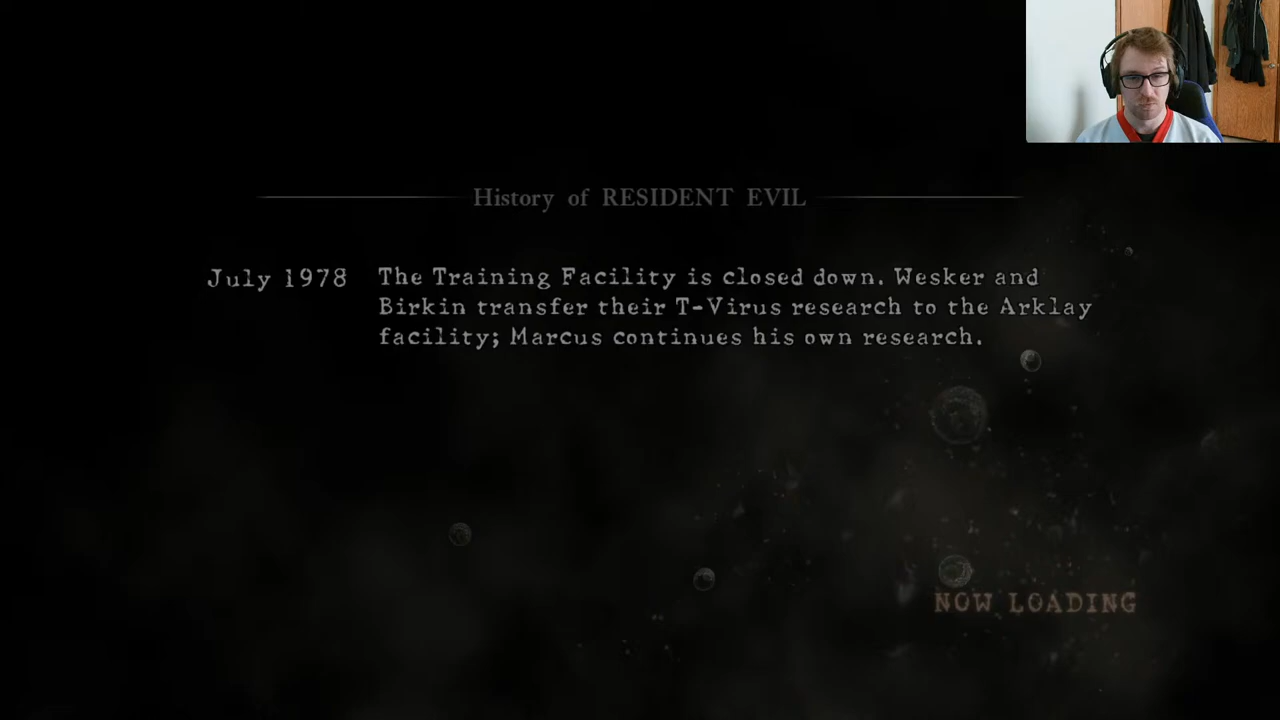 History of RESIDENT EVIL
July 1978 The Training Facility is closed down. Wesker and
Birkin transfer their T-Virus research to the Arklay
facility; Marcus continues his own research.
NOW LOADING